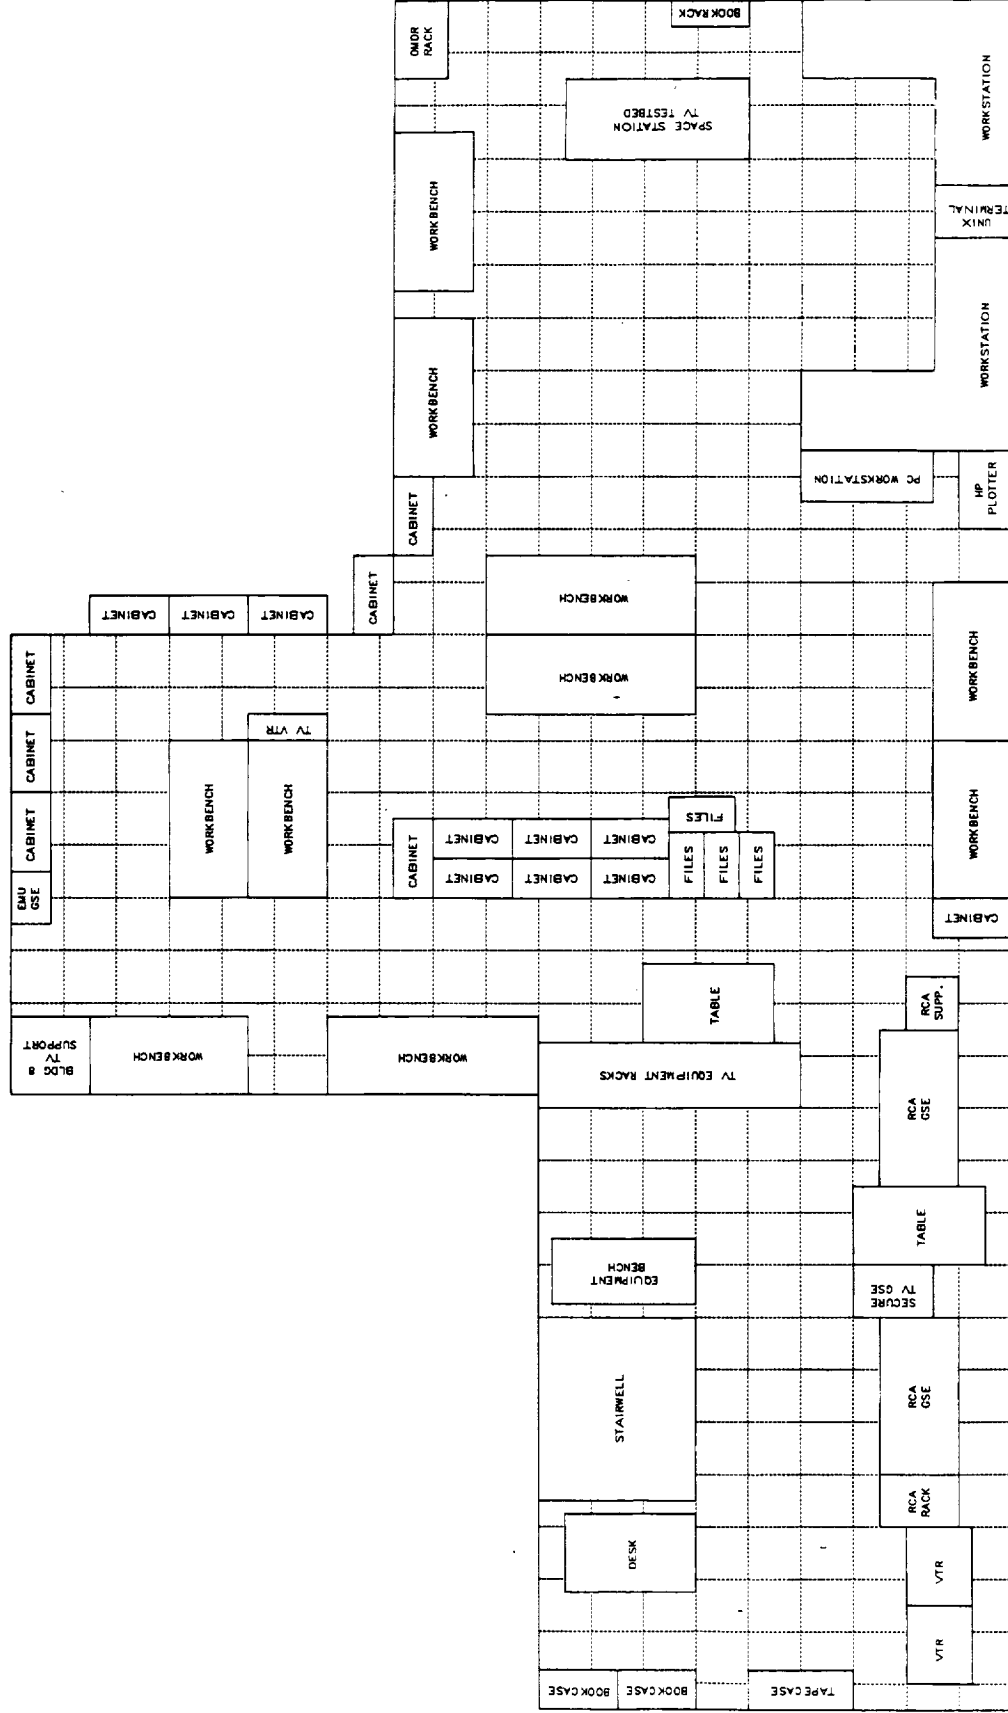 BOOKRACK
OMDR
RACK
WORKSTATION
SPACE STATION
TV TESTBED
WORKBENCH
UNIX
TERMINAL
WORKSTATION
WORKBENCH
PC WORKSTATION
HP
PLOTTER
CABINET
CABINET
WORKBENCH
CABINET
CABINET
CABINET
CABINET
WORKBENCH
WORKBENCH
TV VTR
CABINET
WORKBENCH
WORKBENCH
CABINET
FILES
CABINET
CABINET
CABINET
CABINET
WORKBENCH
CABINET
CABINET
CABINET
FILES
FILES
FILES
EMU
GSE
CABINET
TABLE
RCA
SUPP.
BLDG 8
TV
SUPPORT
WORKBENCH
WORKBENCH
TV EQUIPMENT RACKS
RCA
GSE
TABLE
EQUIPMENT
BENCH
SECURE
TV GSE
STAIRWELL
RCA
GSE
RCA
RACK
DESK
VTR
VTR
BOOKCASE
BOOKCASE
TAPECASE